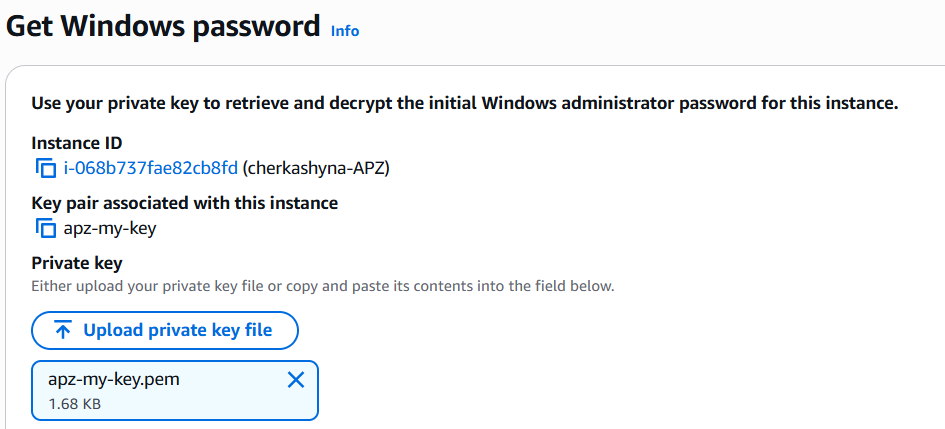 Get Windows password Info
Use your private key to retrieve and decrypt the initial Windows administrator password for this instance.
Instance ID
i-068b737fae82cb8fd (cherkashyna-APZ)
Key pair associated with this instance
apz-my-key
Private key
Either upload your private key file or copy and paste its contents into the field below.
Upload private key file
apz-my-key.pem
1.68 KB